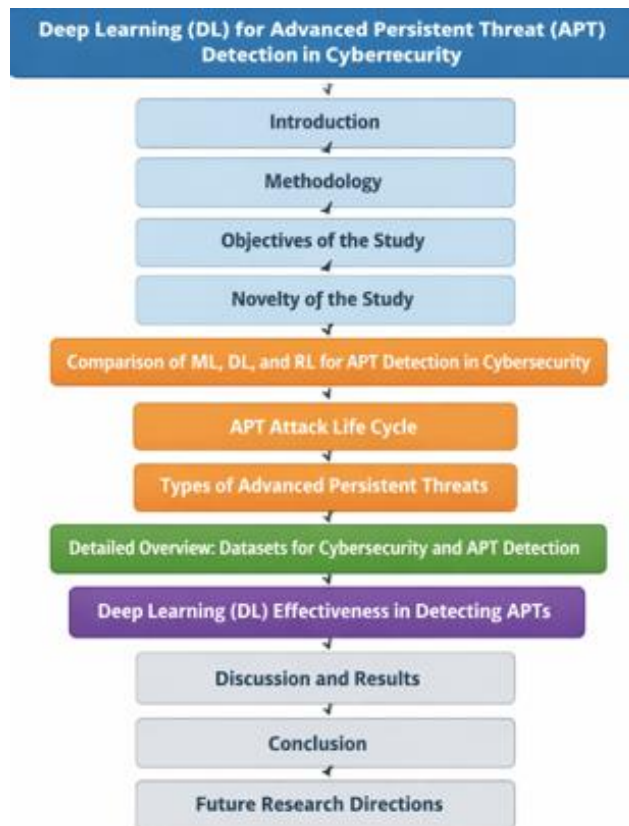 Deep Learning (DL) for Advanced Persistent Threat (APT)
Detection in Cyberrecurity
Introduction
Methodology
Objectives of the Study
Novelty of the Study
Comparison of ML, DL, and RL for APT Detection in Cybersecurity
APT Attack Life Cycle
Types of Advanced Persistent Threats
Detailed Overview: Datasets for Cybersecurity and APT Detection
Deep Learning (DL) Effectiveness in Detecting APTs
Discussion and Results
Conclusion
Future Research Directions